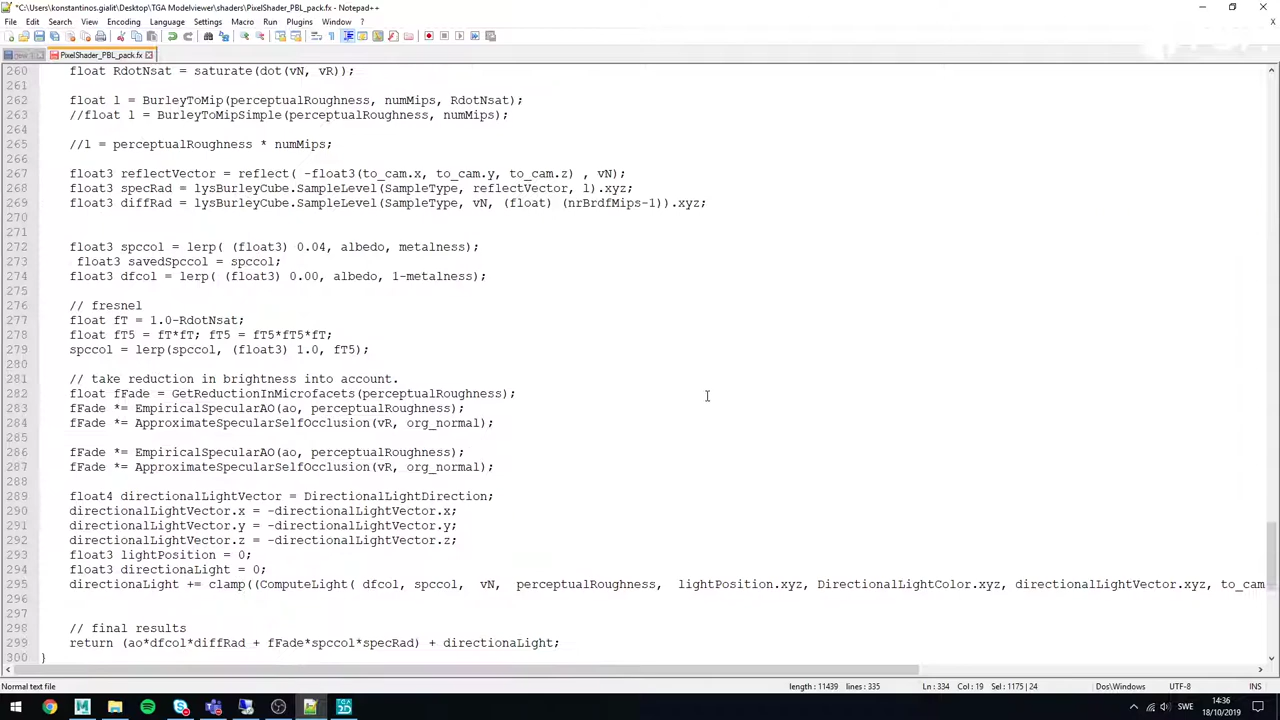 *C:\Users\konstantinos.gialit\Desktop\TGA Modelviewer\shaders\PixelShader_PBL_pack.fx - Notepad++
File Edit Search View Encoding Language Settings Macro Run Plugins Window ?
new 1 PixelShader_PBL_pack.fx
260 float RdotNsat = saturate(dot(vN, vR));
261
262 float l = BurleyToMip(perceptualRoughness, numMips, RdotNsat);
263 //float l = BurleyToMipSimple(perceptualRoughness, numMips);
264
265 //l = perceptualRoughness * numMips;
266
267 float3 reflectVector = reflect( -float3(to_cam.x, to_cam.y, to_cam.z) , vN);
268 float3 specRad = lysBurleyCube.SampleLevel(SampleType, reflectVector, l).xyz;
269 float3 diffRad = lysBurleyCube.SampleLevel(SampleType, vN, (float) (nrBrdfMips-1)).xyz;
270
271
272 float3 spccol = lerp( (float3) 0.04, albedo, metalness);
273 float3 savedSpccol = spccol;
274 float3 dfcol = lerp( (float3) 0.00, albedo, 1-metalness);
275
276 // fresnel
277 float fT = 1.0-RdotNsat;
278 float fT5 = fT*fT; fT5 = fT5*fT5*fT;
279 spccol = lerp(spccol, (float3) 1.0, fT5);
280
281 // take reduction in brightness into account.
282 float fFade = GetReductionInMicrofacets(perceptualRoughness);
283 fFade *= EmpiricalSpecularAO(ao, perceptualRoughness);
284 fFade *= ApproximateSpecularSelfOcclusion(vR, org_normal);
285
286 fFade *= EmpiricalSpecularAO(ao, perceptualRoughness);
287 fFade *= ApproximateSpecularSelfOcclusion(vR, org_normal);
288
289 float4 directionalLightVector = DirectionalLightDirection;
290 directionalLightVector.x = -directionalLightVector.x;
291 directionalLightVector.y = -directionalLightVector.y;
292 directionalLightVector.z = -directionalLightVector.z;
293 float3 lightPosition = 0;
294 float3 directionaLight = 0;
295 directionaLight += clamp((ComputeLight( dfcol, spccol, vN, perceptualRoughness, lightPosition.xyz, DirectionalLightColor.xyz, directionalLightVector.xyz, to_cam
296
297
298 // final results
299 return (ao*dfcol*diffRad + fFade*spccol*specRad) + directionaLight;
300 }
Normal text file length : 11439 lines : 335 Ln : 334 Col : 19 Sel : 1175 | 24 Dos\Windows UTF-8 INS
SWE 14:36
18/10/2019